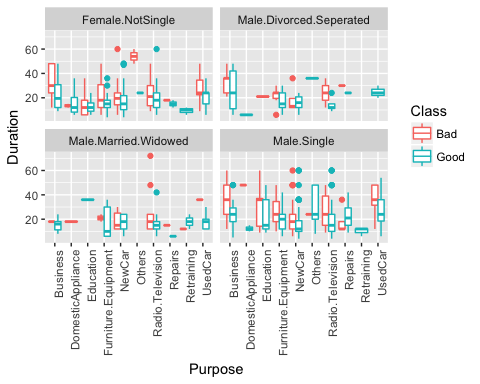 Female.NotSingle
Male.Divorced.Seperated
60
40
20
Male.Married.Widowed
Male.Single
60
40
20
Duration
Business
DomesticAppliance
Education
Furniture.Equipment
NewCar
Others
Radio.Television
Repairs
Retraining
UsedCar
Business
DomesticAppliance
Education
Furniture.Equipment
NewCar
Others
Radio.Television
Repairs
Retraining
UsedCar
Purpose
Class
Bad
Good